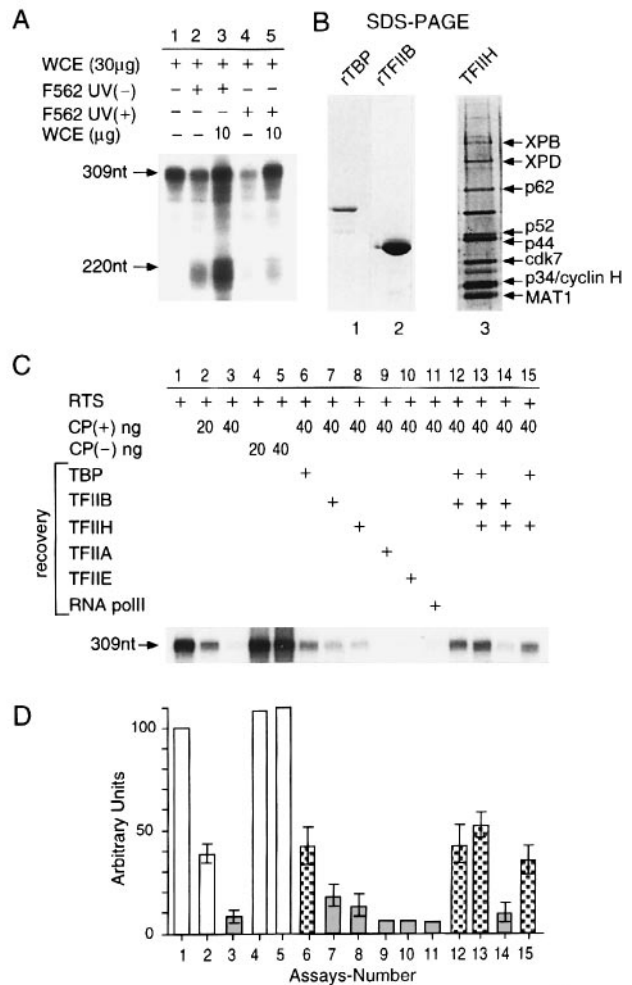 A
1 2 3 4 5
WCE (30µg) + + + + +
F562 UV(−) − + + − −
F562 UV(+) − − − + +
WCE (µg) − − 10 − 10
309nt
220nt
B SDS-PAGE
rTBP rTFIIB TFIIH
XPB
XPD
p62
p52
p44
cdk7
p34/cyclin H
MAT1
1 2 3
C
1 2 3 4 5 6 7 8 9 10 11 12 13 14 15
RTS + + + + + + + + + + + + + + +
CP(+) ng 20 40 40 40 40 40 40 40 40 40 40 40
CP(−) ng 20 40
recovery
TBP + + + +
TFIIB + + + +
TFIIH + + + +
TFIIA +
TFIIE +
RNA polII +
309nt
D
Arbitrary Units
100
50
0
1 2 3 4 5 6 7 8 9 10 11 12 13 14 15
Assays-Number